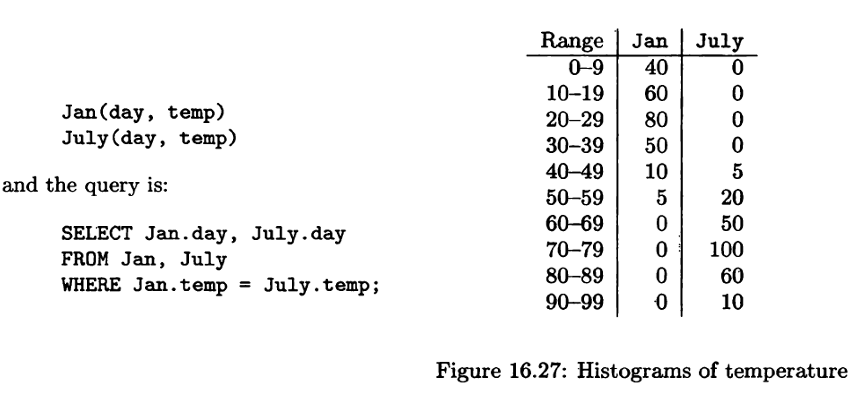 Jan(day, temp)
July(day, temp)
and the query is:
SELECT Jan.day, July.day
FROM Jan, July
WHERE Jan.temp = July.temp;
Range Jan July
0–9 40 0
10–19 60 0
20–29 80 0
30–39 50 0
40–49 10 5
50–59 5 20
60–69 0 50
70–79 0 100
80–89 0 60
90–99 0 10
Figure 16.27: Histograms of temperature